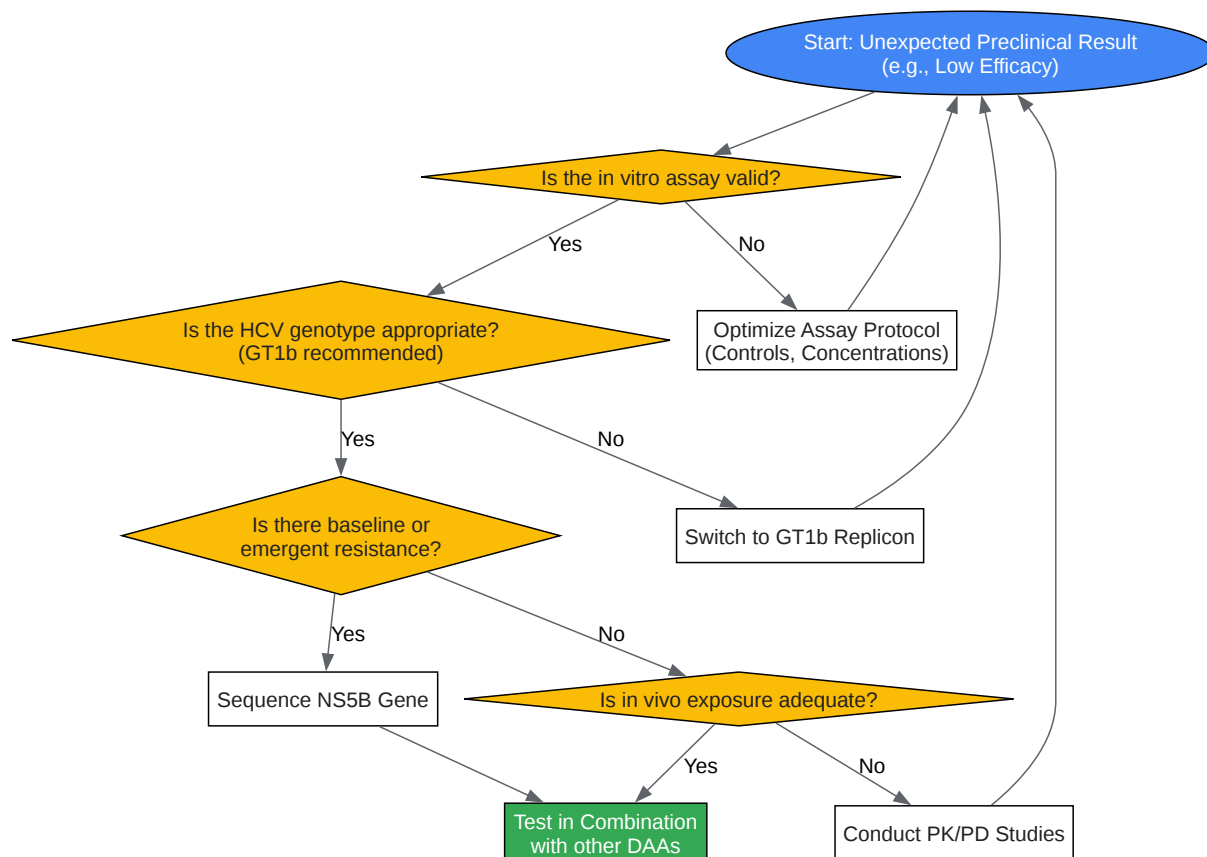 Start: Unexpected Preclinical Result
(e.g., Low Efficacy)
Is the in vitro assay valid?
Yes
No
Is the HCV genotype appropriate?
(GT1b recommended)
Optimize Assay Protocol
(Controls, Concentrations)
Yes
No
Is there baseline or
emergent resistance?
Switch to GT1b Replicon
Yes
No
Sequence NS5B Gene
Is in vivo exposure adequate?
Yes
No
Test in Combination
with other DAAs
Conduct PK/PD Studies